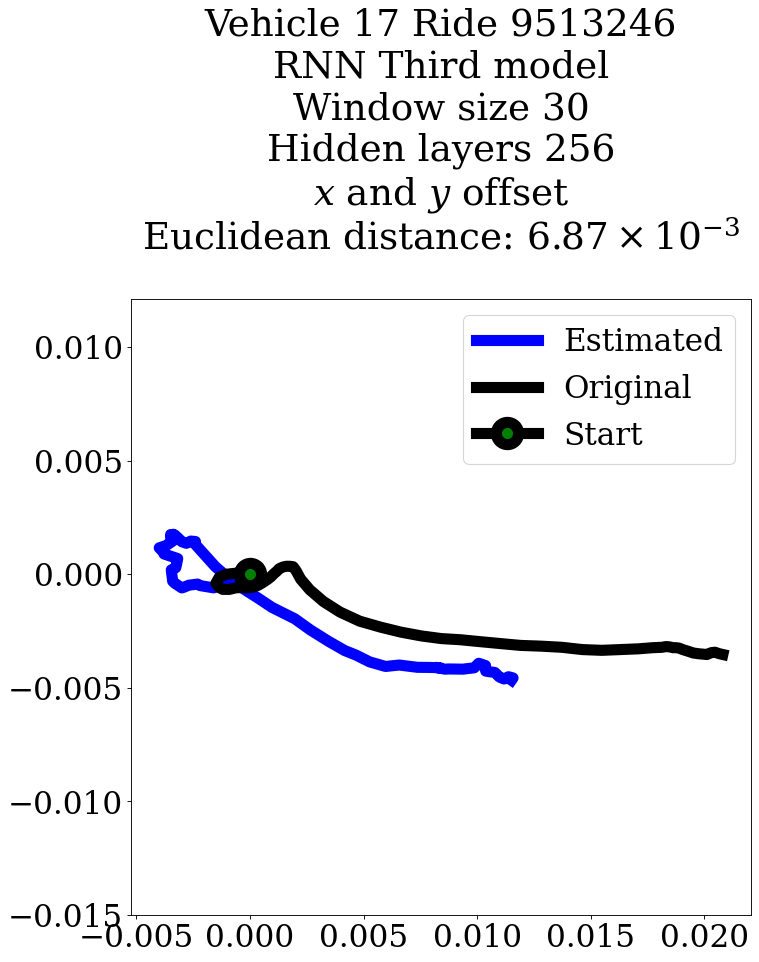 Vehicle 17 Ride 9513246
RNN Third model
Window size 30
Hidden layers 256
x and y offset
Euclidean distance: 6.87 × 10⁻³
Estimated
Original
Start
0.010
0.005
0.000
−0.005
−0.010
−0.015
−0.005 0.000 0.005 0.010 0.015 0.020